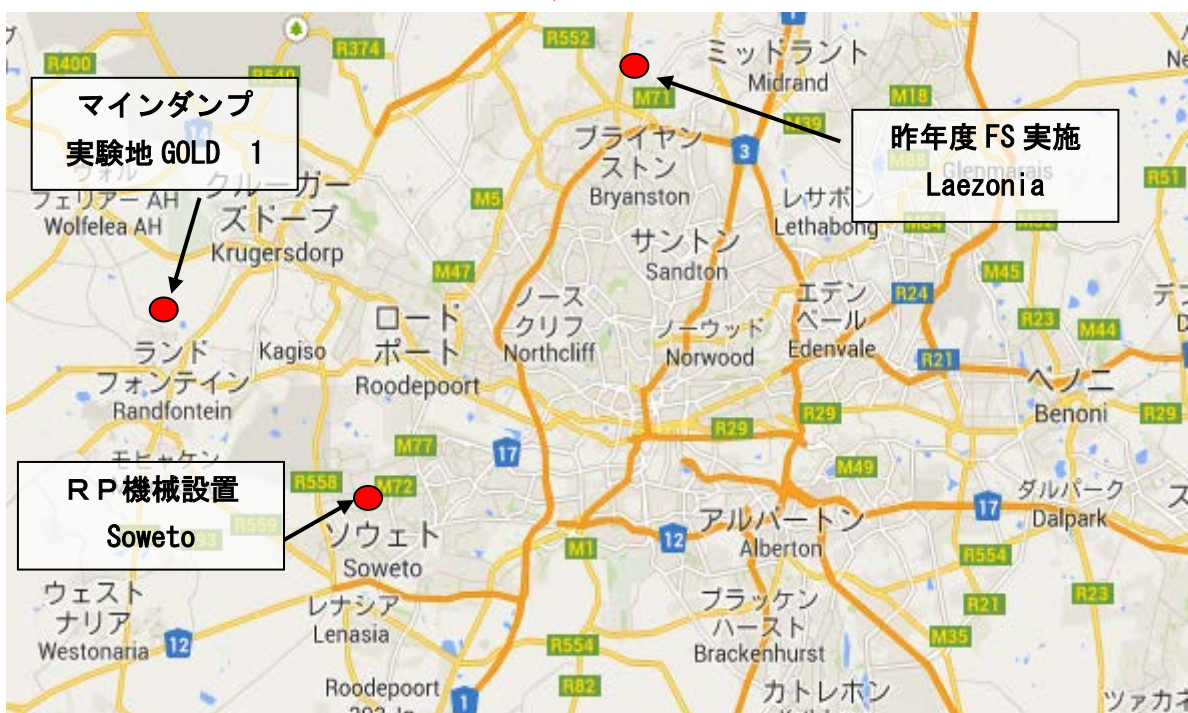 R400
R374
R552
ミッドラント
Midrand
M71
M18
マインダンプ
実験地 GOLD 1
昨年度 FS 実施
Laezonia
M39
3
ブライヤン
ストン
Bryanston
R51
フェリアー AH
Wolfelea AH
クルーガー
ズドープ
Krugersdorp
M5
レサボン
Lethabong
サントン
Sandton
M47
M45
R24
エデン
ベール
Edenvale
R23
M44
ノース
クリフ
Northcliff
ロード
ポート
Roodepoort
ノーウッド
Norwood
R21
ランド
フォンテイン
Randfontein
Kagiso
ベノニ
Benoni
R29
R29
R29
M77
17
M49
RP機械設置
Soweto
R558
M72
ソウェト
Soweto
ダルパーク
Dalpark
17
アルバートン
Alberton
12
M1
R554
R559
ウェスト
ナリア
Westonaria
12
レナシア
Lenasia
R21
R23
ブラッケン
ハースト
Brackenhurst
M35
R554
R82
Roodepoort
1
カトレホン
ツァカネ